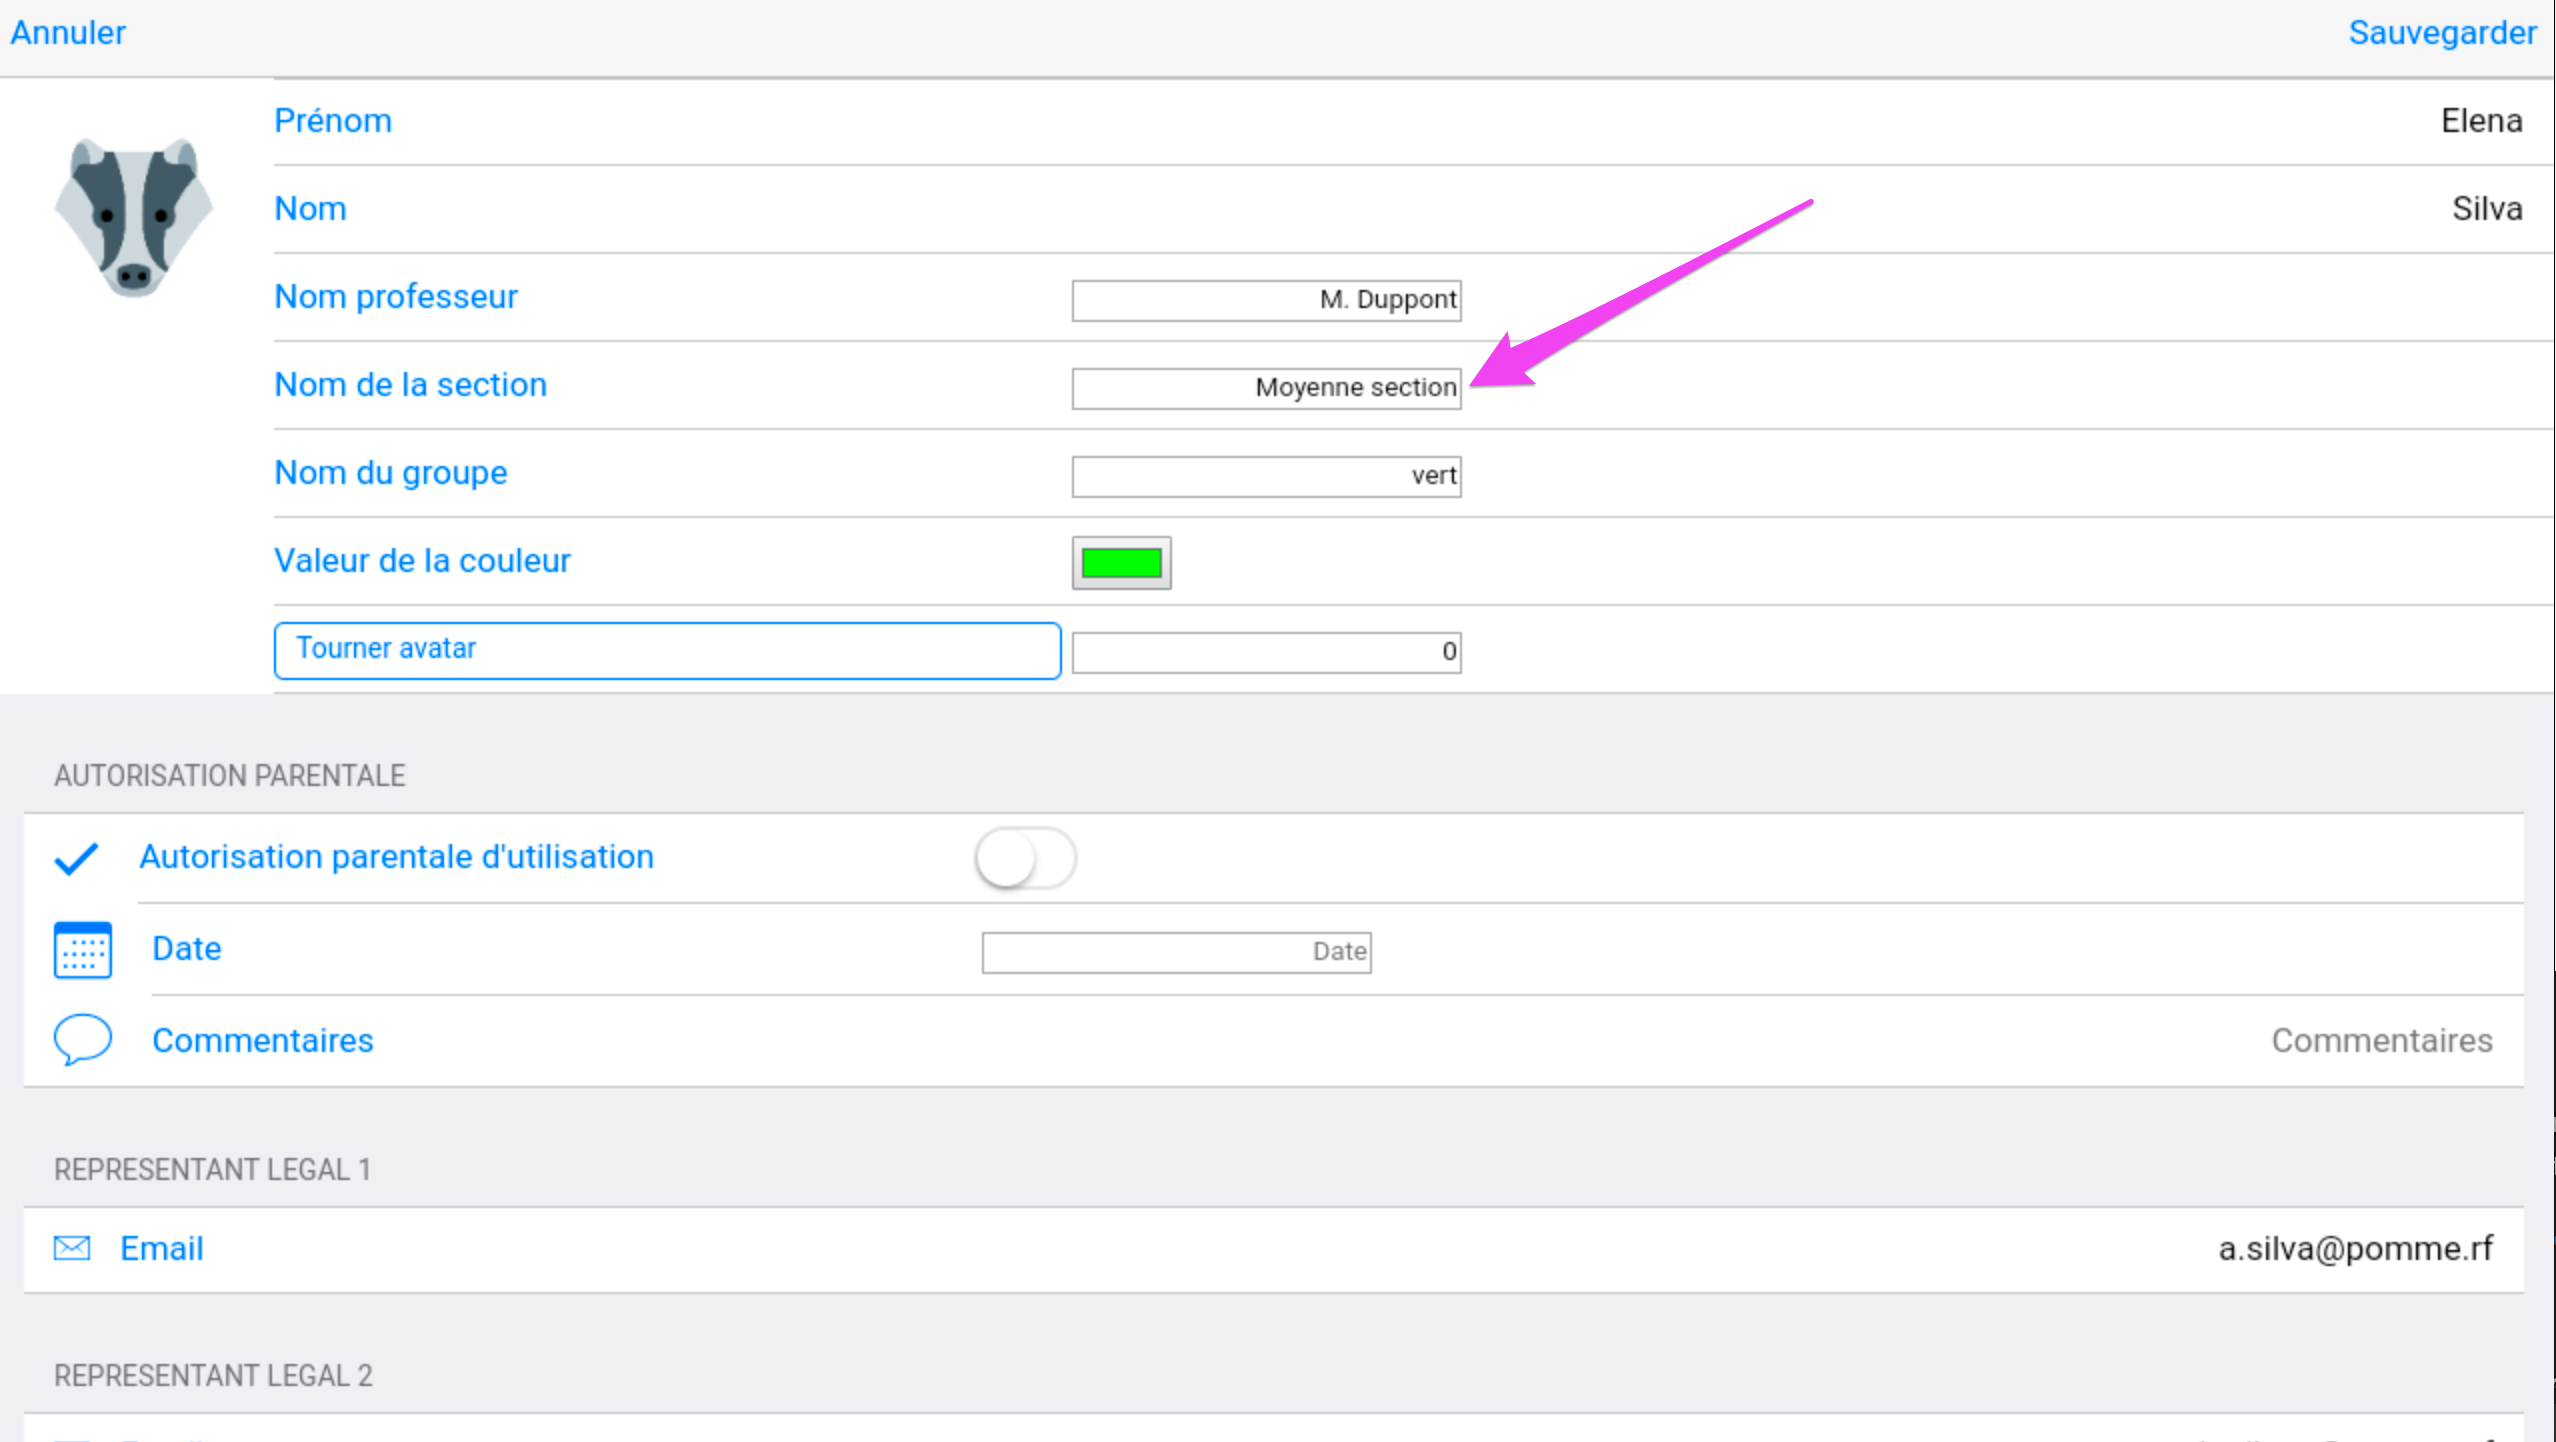 Annuler Sauvegarder
Prénom Elena
Nom Silva
Nom professeur M. Duppont
Nom de la section Moyenne section
Nom du groupe vert
Valeur de la couleur
Tourner avatar 0
AUTORISATION PARENTALE
Autorisation parentale d'utilisation
Date Date
Commentaires Commentaires
REPRESENTANT LEGAL 1
Email a.silva@pomme.rf
REPRESENTANT LEGAL 2